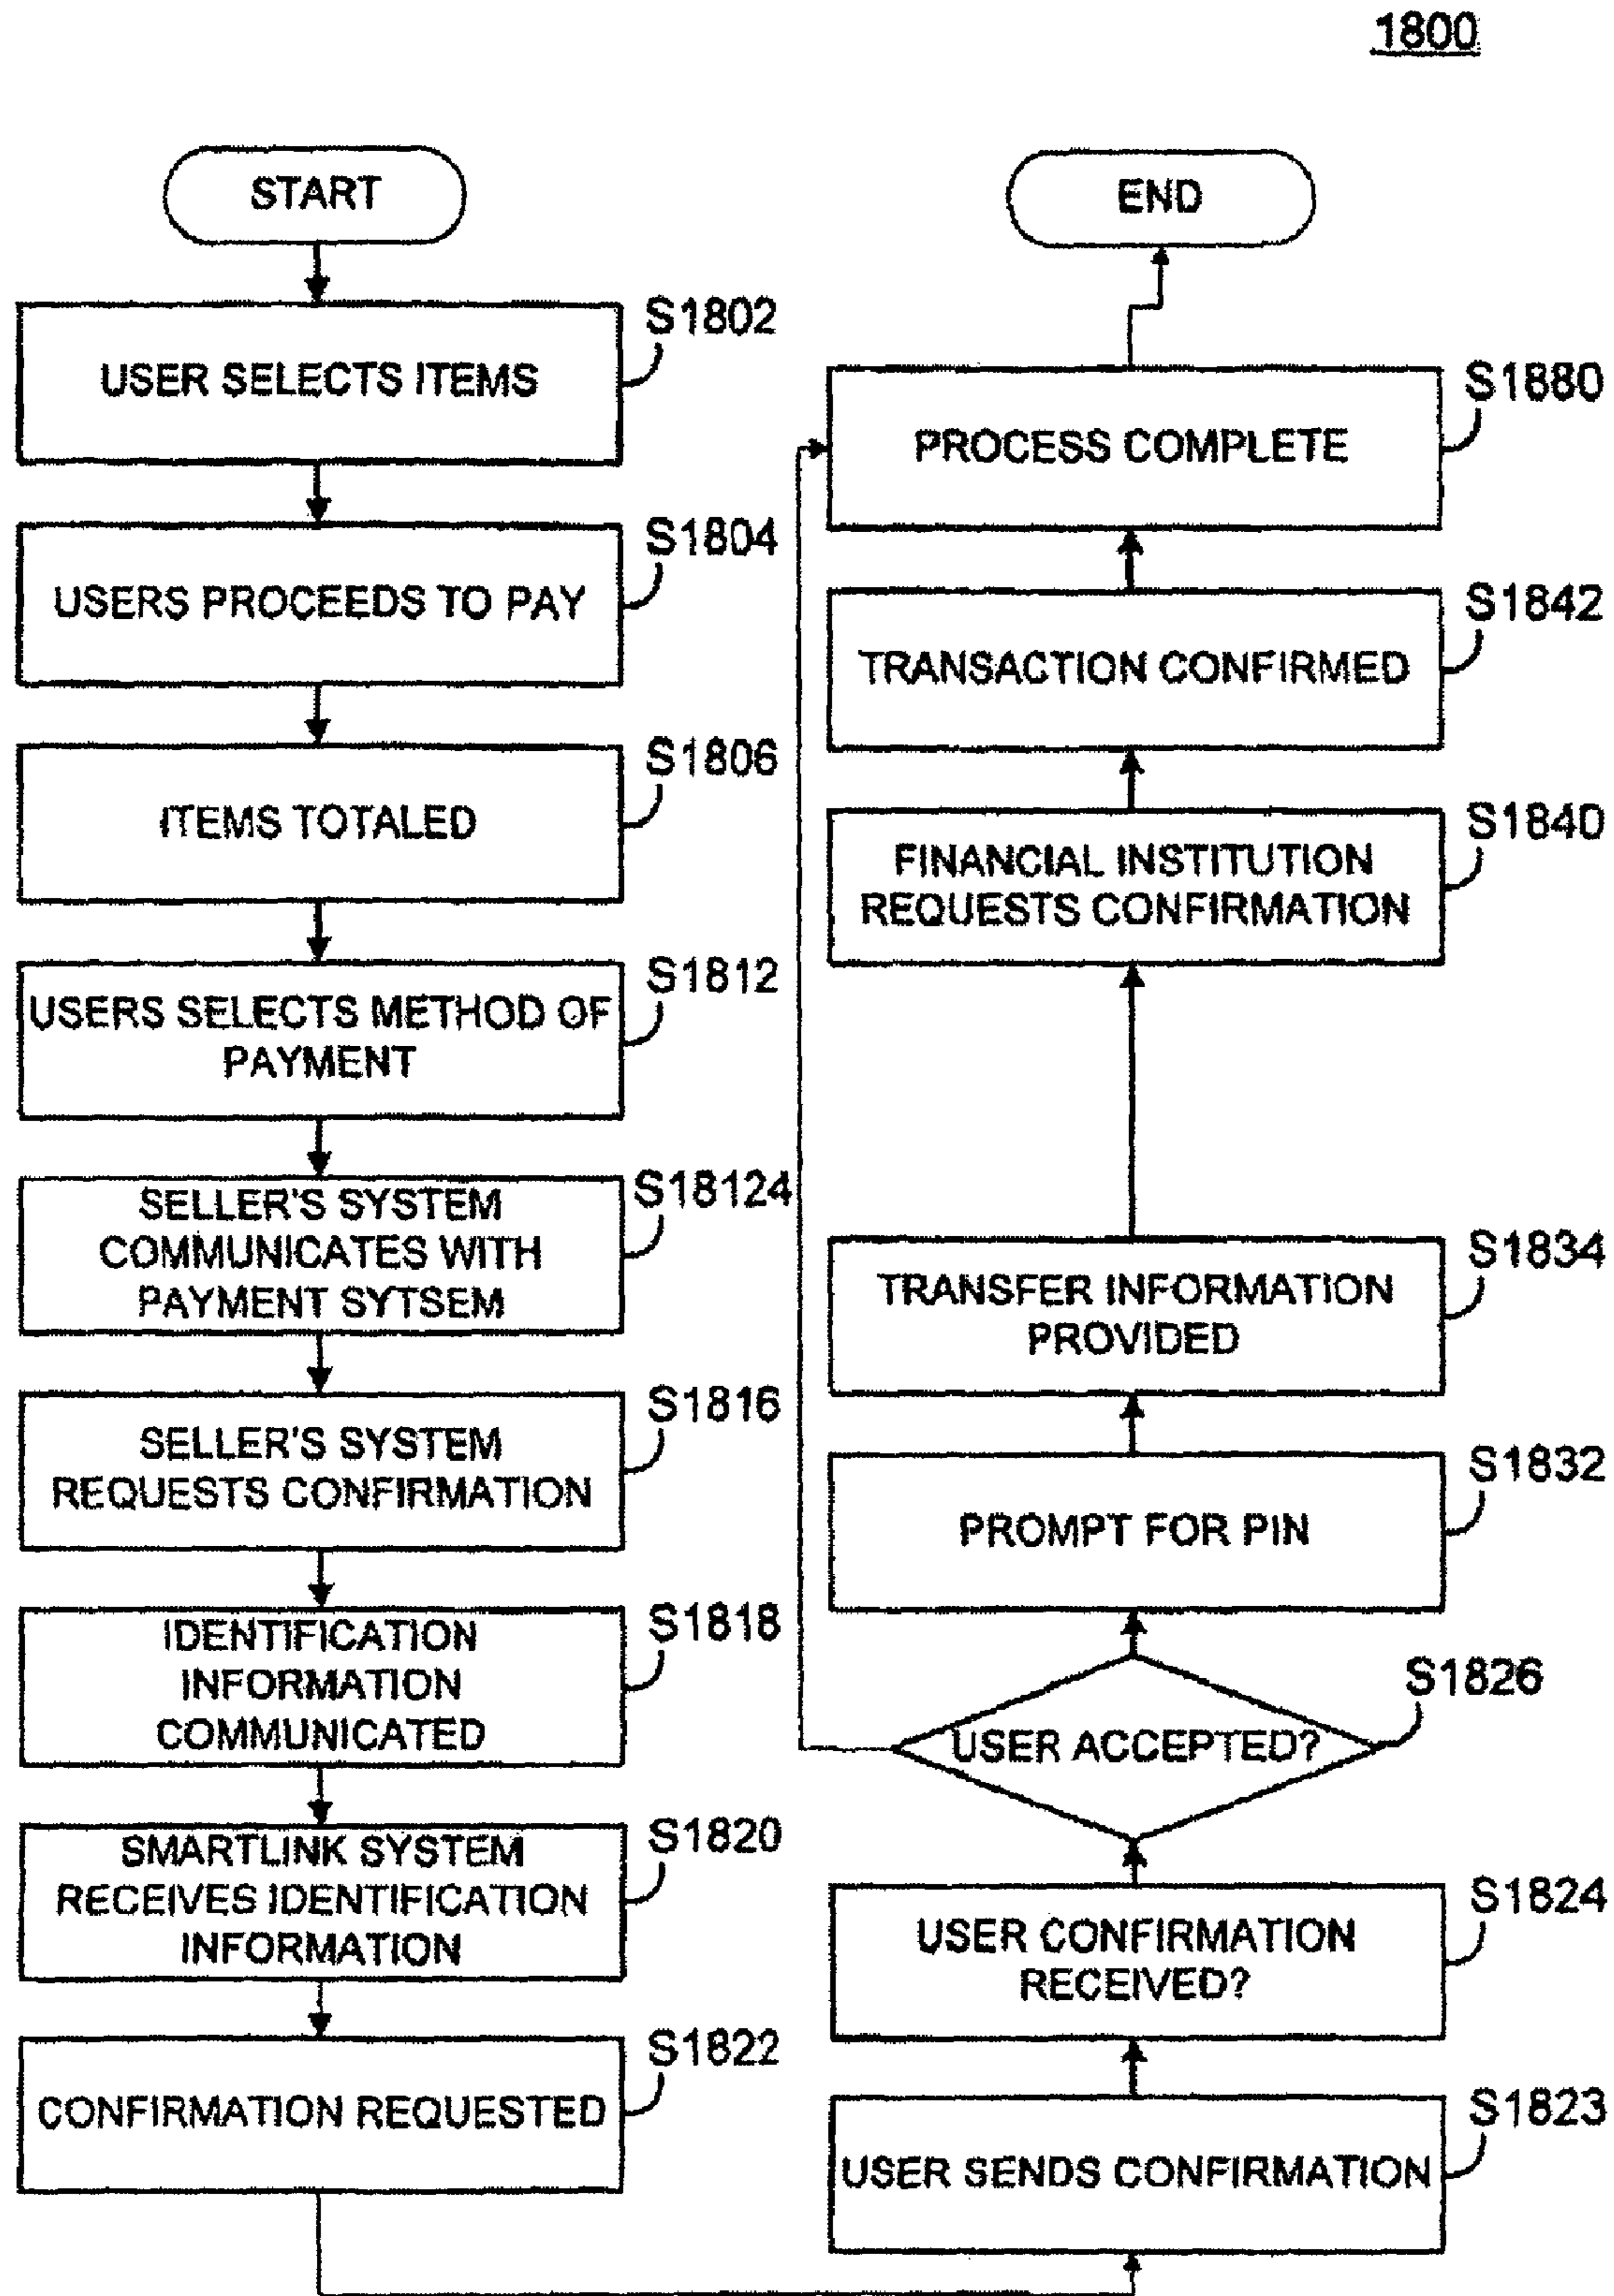 1800
START
USER SELECTS ITEMS
S1802
USERS PROCEEDS TO PAY
S1804
ITEMS TOTALED
S1806
USERS SELECTS METHOD OF
PAYMENT
S1812
SELLER'S SYSTEM
COMMUNICATES WITH
PAYMENT SYTSEM
S18124
SELLER'S SYSTEM
REQUESTS CONFIRMATION
S1816
IDENTIFICATION
INFORMATION
COMMUNICATED
S1818
SMARTLINK SYSTEM
RECEIVES IDENTIFICATION
INFORMATION
S1820
CONFIRMATION REQUESTED
S1822
USER SENDS CONFIRMATION
S1823
USER CONFIRMATION
RECEIVED?
S1824
USER ACCEPTED?
S1826
PROMPT FOR PIN
S1832
TRANSFER INFORMATION
PROVIDED
S1834
FINANCIAL INSTITUTION
REQUESTS CONFIRMATION
S1840
TRANSACTION CONFIRMED
S1842
PROCESS COMPLETE
S1880
END